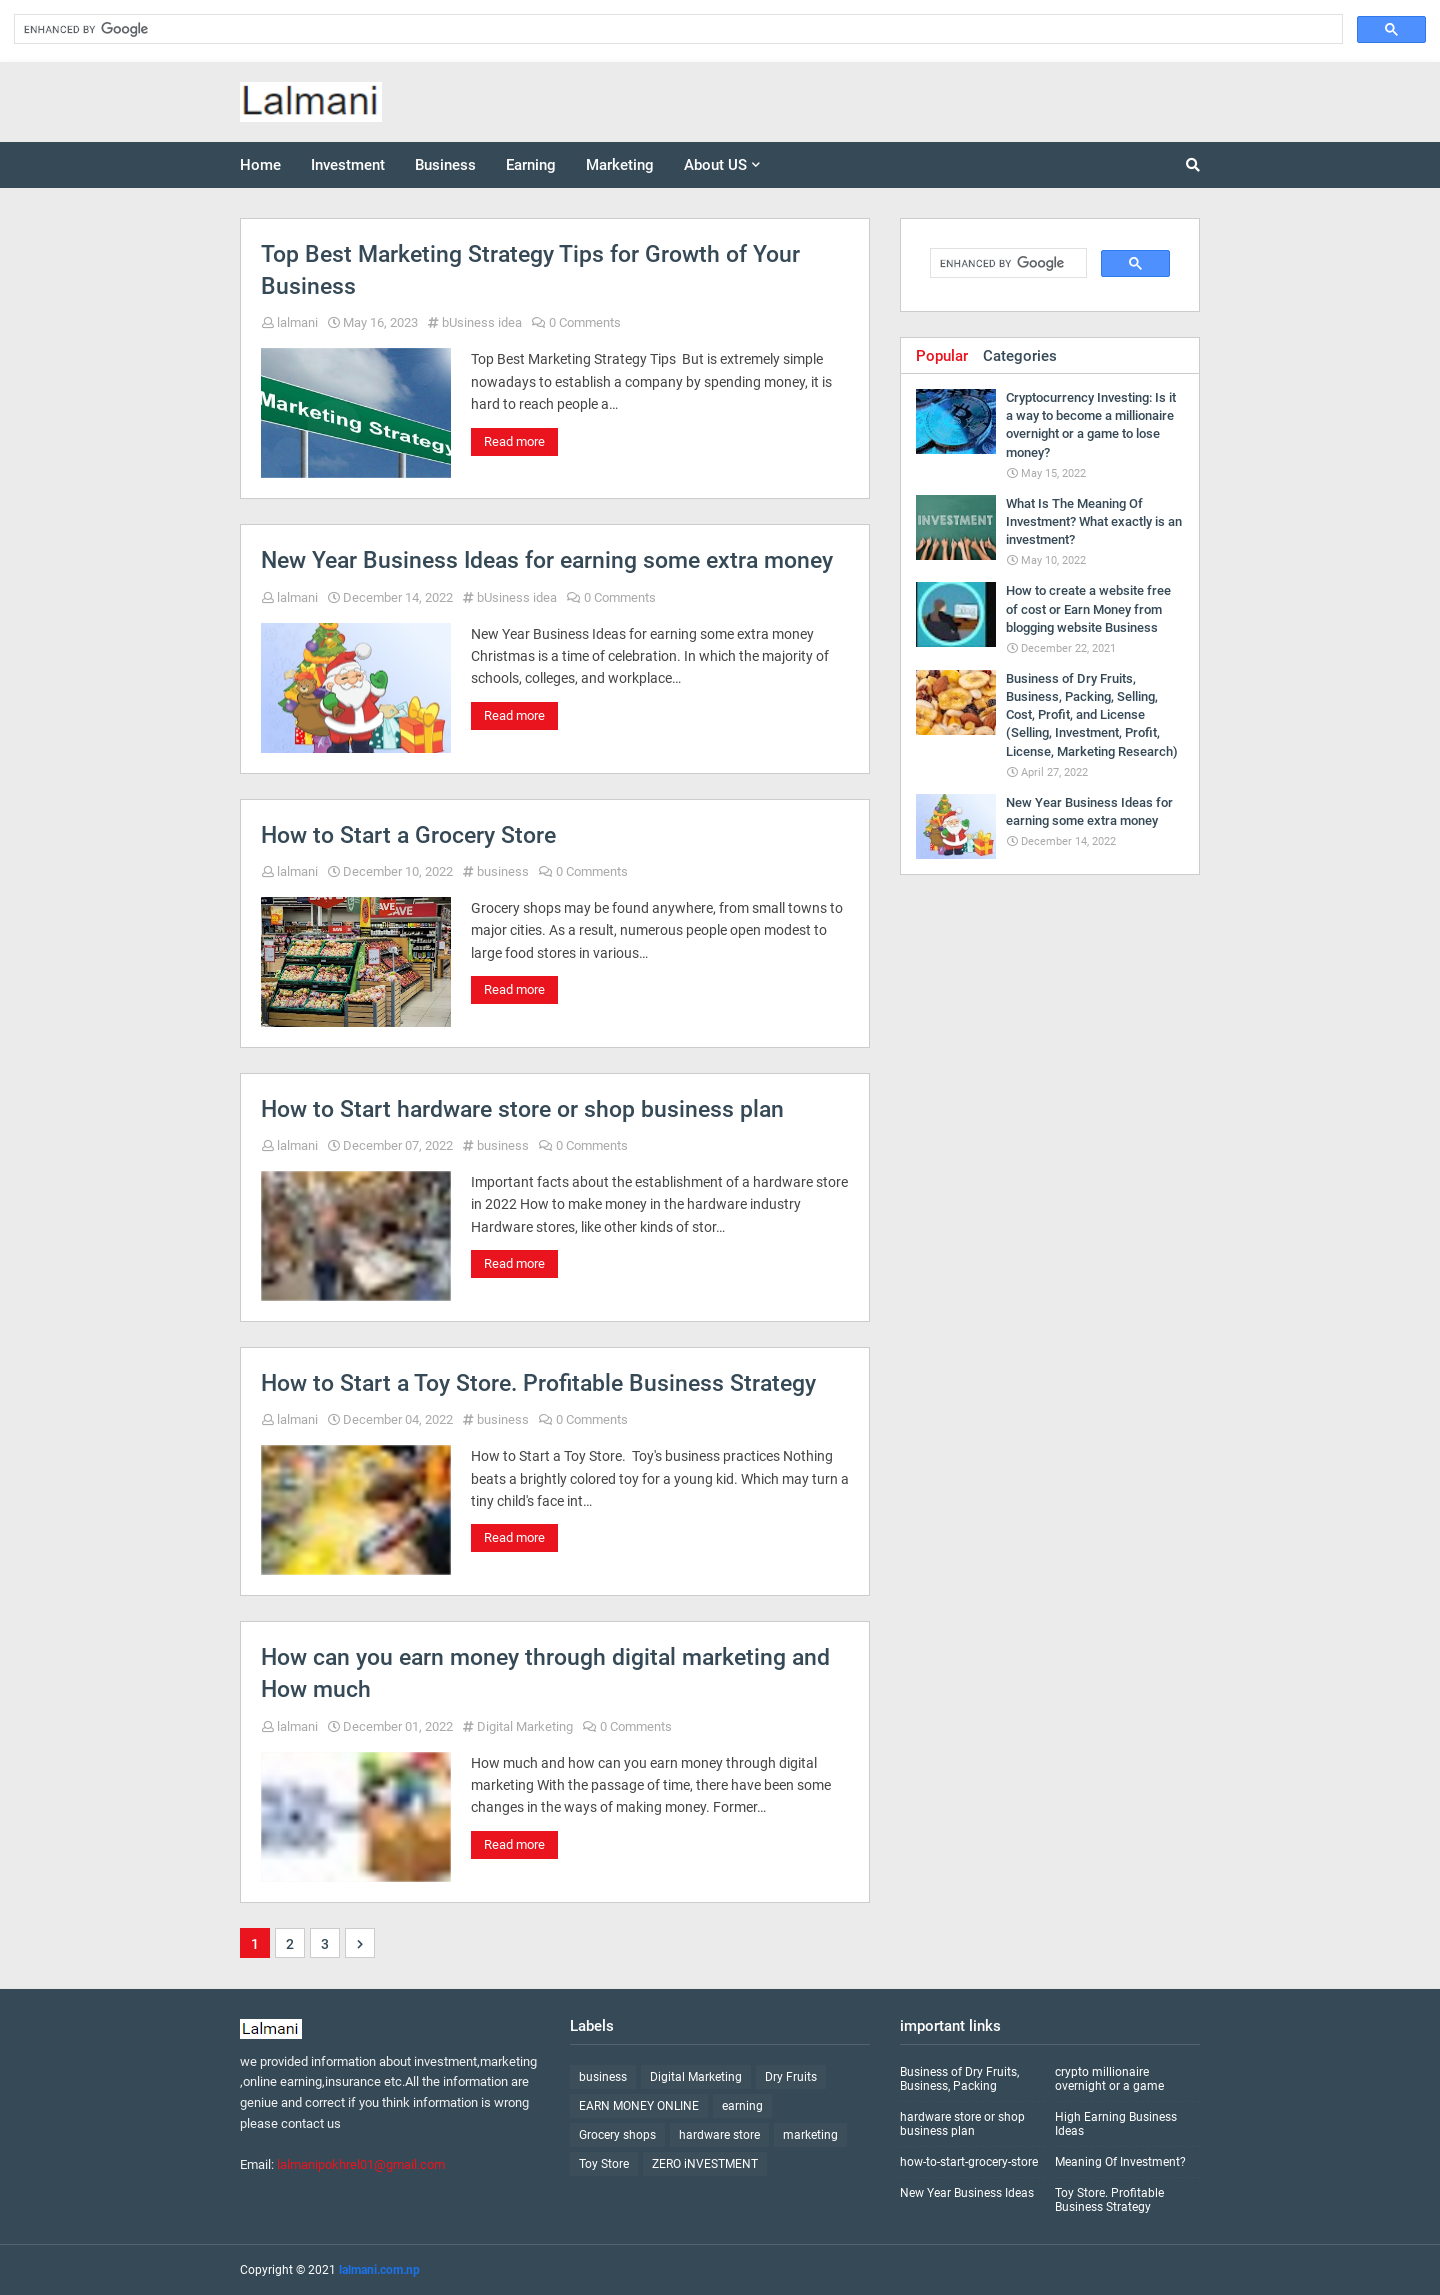 ENHANCED BY Google
Lalmani
Home Investment Business Earning Marketing About US
Top Best Marketing Strategy Tips for Growth of Your
Business
lalmani May 16, 2023 # bUsiness idea 0 Comments
Marketing Strategy
Top Best Marketing Strategy Tips  But is extremely simple
nowadays to establish a company by spending money, it is
hard to reach people a…
Read more
New Year Business Ideas for earning some extra money
lalmani December 14, 2022 # bUsiness idea 0 Comments
New Year Business Ideas for earning some extra money
Christmas is a time of celebration. In which the majority of
schools, colleges, and workplace…
Read more
How to Start a Grocery Store
lalmani December 10, 2022 # business 0 Comments
SAVE
Grocery shops may be found anywhere, from small towns to
major cities. As a result, numerous people open modest to
large food stores in various…
Read more
How to Start hardware store or shop business plan
lalmani December 07, 2022 # business 0 Comments
Important facts about the establishment of a hardware store
in 2022 How to make money in the hardware industry
Hardware stores, like other kinds of stor…
Read more
How to Start a Toy Store. Profitable Business Strategy
lalmani December 04, 2022 # business 0 Comments
How to Start a Toy Store.  Toy's business practices Nothing
beats a brightly colored toy for a young kid. Which may turn a
tiny child's face int…
Read more
How can you earn money through digital marketing and
How much
lalmani December 01, 2022 # Digital Marketing 0 Comments
How much and how can you earn money through digital
marketing With the passage of time, there have been some
changes in the ways of making money. Former…
Read more
1 2 3
ENHANCED BY Google
Popular Categories
Cryptocurrency Investing: Is it
a way to become a millionaire
overnight or a game to lose
money?
May 15, 2022
INVESTMENT
What Is The Meaning Of
Investment? What exactly is an
investment?
May 10, 2022
How to create a website free
of cost or Earn Money from
blogging website Business
December 22, 2021
Business of Dry Fruits,
Business, Packing, Selling,
Cost, Profit, and License
(Selling, Investment, Profit,
License, Marketing Research)
April 27, 2022
New Year Business Ideas for
earning some extra money
December 14, 2022
Lalmani
we provided information about investment,marketing
,online earning,insurance etc.All the information are
geniue and correct if you think information is wrong
please contact us
Email: lalmanipokhrel01@gmail.com
Labels
business Digital Marketing Dry Fruits
EARN MONEY ONLINE earning
Grocery shops hardware store marketing
Toy Store ZERO iNVESTMENT
important links
Business of Dry Fruits,
Business, Packing
crypto millionaire
overnight or a game
hardware store or shop
business plan
High Earning Business
Ideas
how-to-start-grocery-store
Meaning Of Investment?
New Year Business Ideas
Toy Store. Profitable
Business Strategy
Copyright © 2021 lalmani.com.np